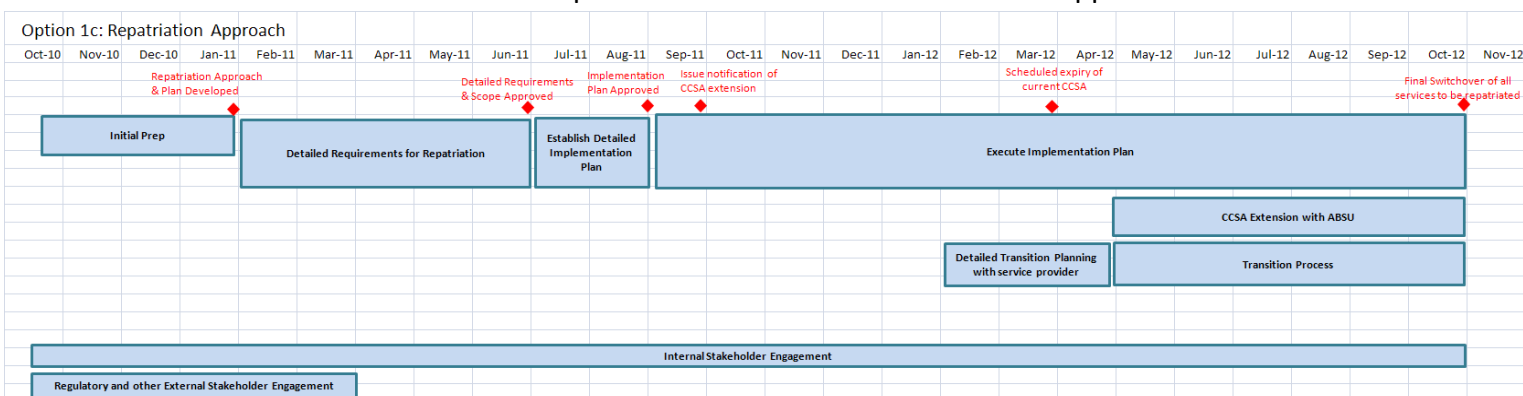 Option 1c: Repatriation Approach
Oct-10 Nov-10 Dec-10 Jan-11 Feb-11 Mar-11 Apr-11 May-11 Jun-11 Jul-11 Aug-11 Sep-11 Oct-11 Nov-11 Dec-11 Jan-12 Feb-12 Mar-12 Apr-12 May-12 Jun-12 Jul-12 Aug-12 Sep-12 Oct-12 Nov-12
Repatriation Approach
& Plan Developed
Detailed Requirements
& Scope Approved
Implementation
Plan Approved
Issue notification of
CCSA extension
Scheduled expiry of
current CCSA
Final Switchover of all
services to be repatriated
Initial Prep
Detailed Requirements for Repatriation
Establish Detailed
Implementation
Plan
Execute Implementation Plan
CCSA Extension with ABSU
Detailed Transition Planning
with service provider
Transition Process
Internal Stakeholder Engagement
Regulatory and other External Stakeholder Engagement